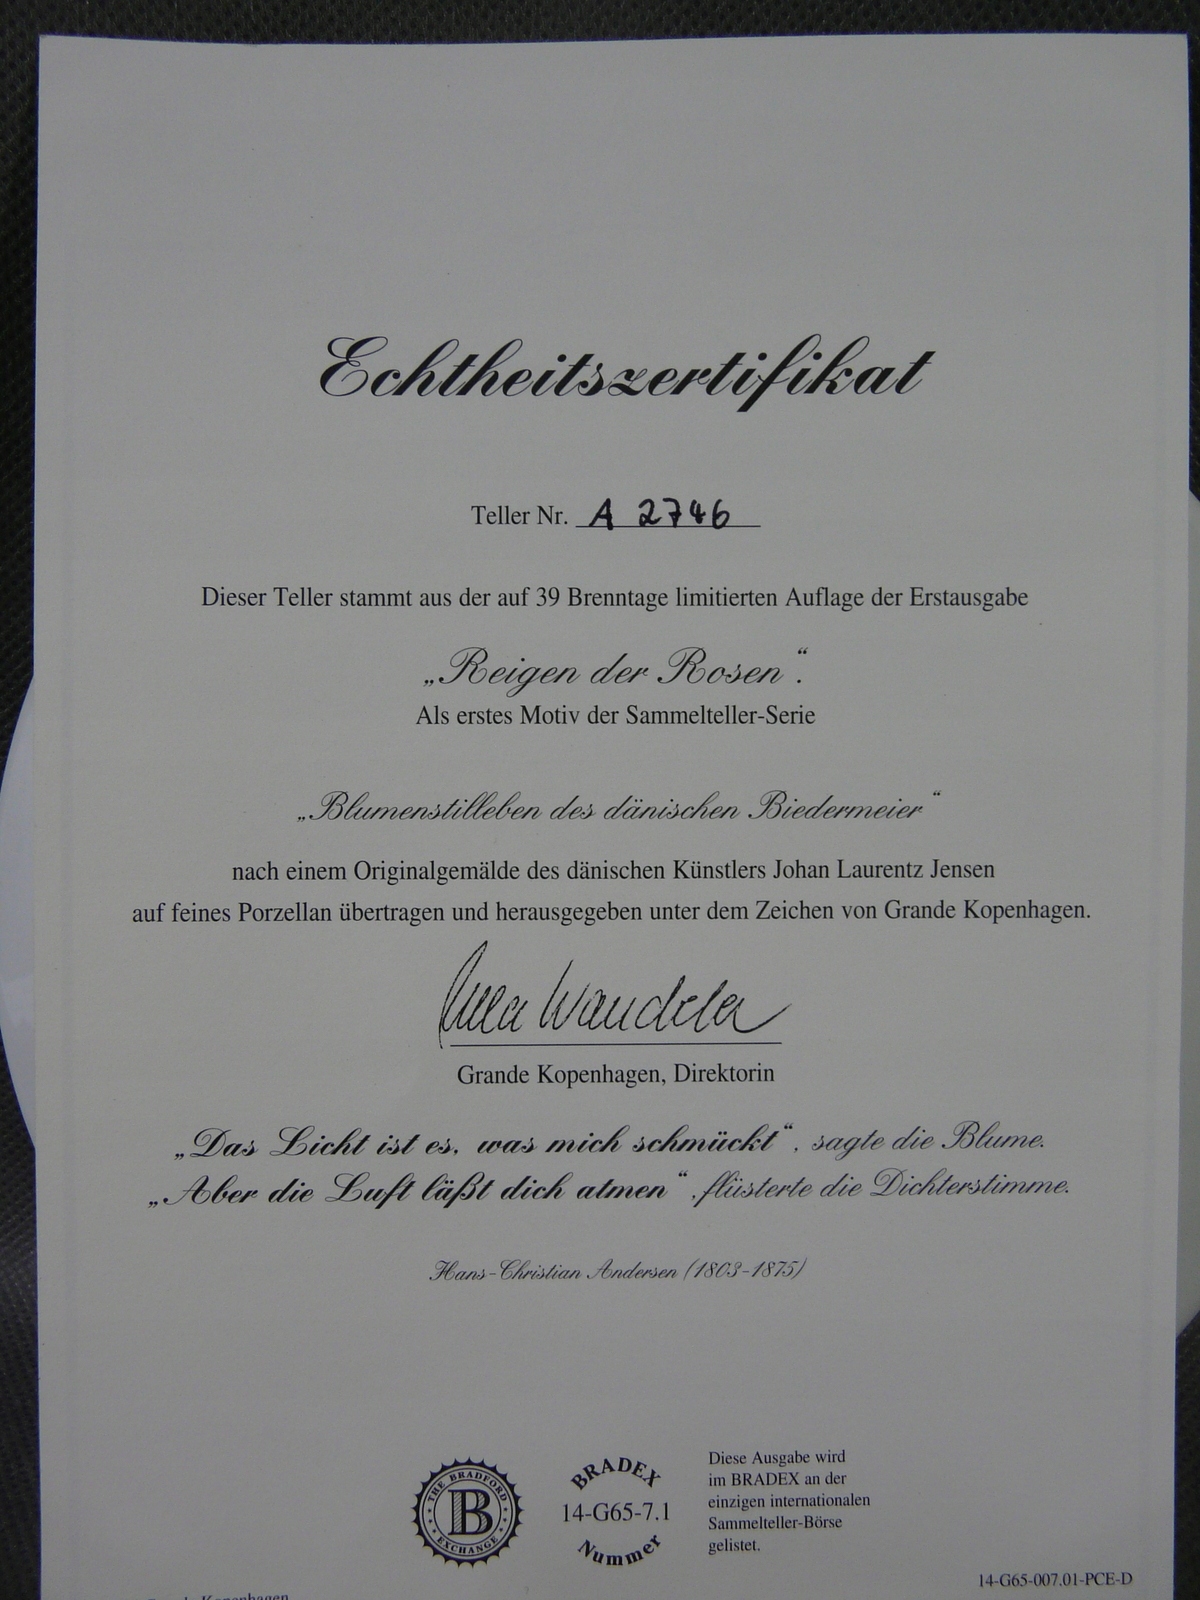 Echtheitszertifikat
Teller Nr. A 2746
Dieser Teller stammt aus der auf 39 Brenntage limitierten Auflage der Erstausgabe
„Reigen der Rosen“.
Als erstes Motiv der Sammelteller-Serie
„Blumenstilleben des dänischen Biedermeier“
nach einem Originalgemälde des dänischen Künstlers Johan Laurentz Jensen
auf feines Porzellan übertragen und herausgegeben unter dem Zeichen von Grande Kopenhagen.
Grande Kopenhagen, Direktorin
„Das Licht ist es, was mich schmückt“, sagte die Blume.
„Aber die Luft läßt dich atmen“, flüsterte die Dichterstimme.
Hans-Christian Andersen (1803-1875)
THE BRADFORD
B
EXCHANGE
BRADEX
14-G65-7.1
Nummer
Diese Ausgabe wird
im BRADEX an der
einzigen internationalen
Sammelteller-Börse
gelistet.
14-G65-007.01-PCE-D
Kopenhagen